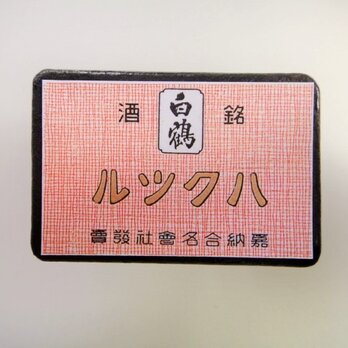 銘酒
白鶴
ハクツル
嘉納合名會社發賣